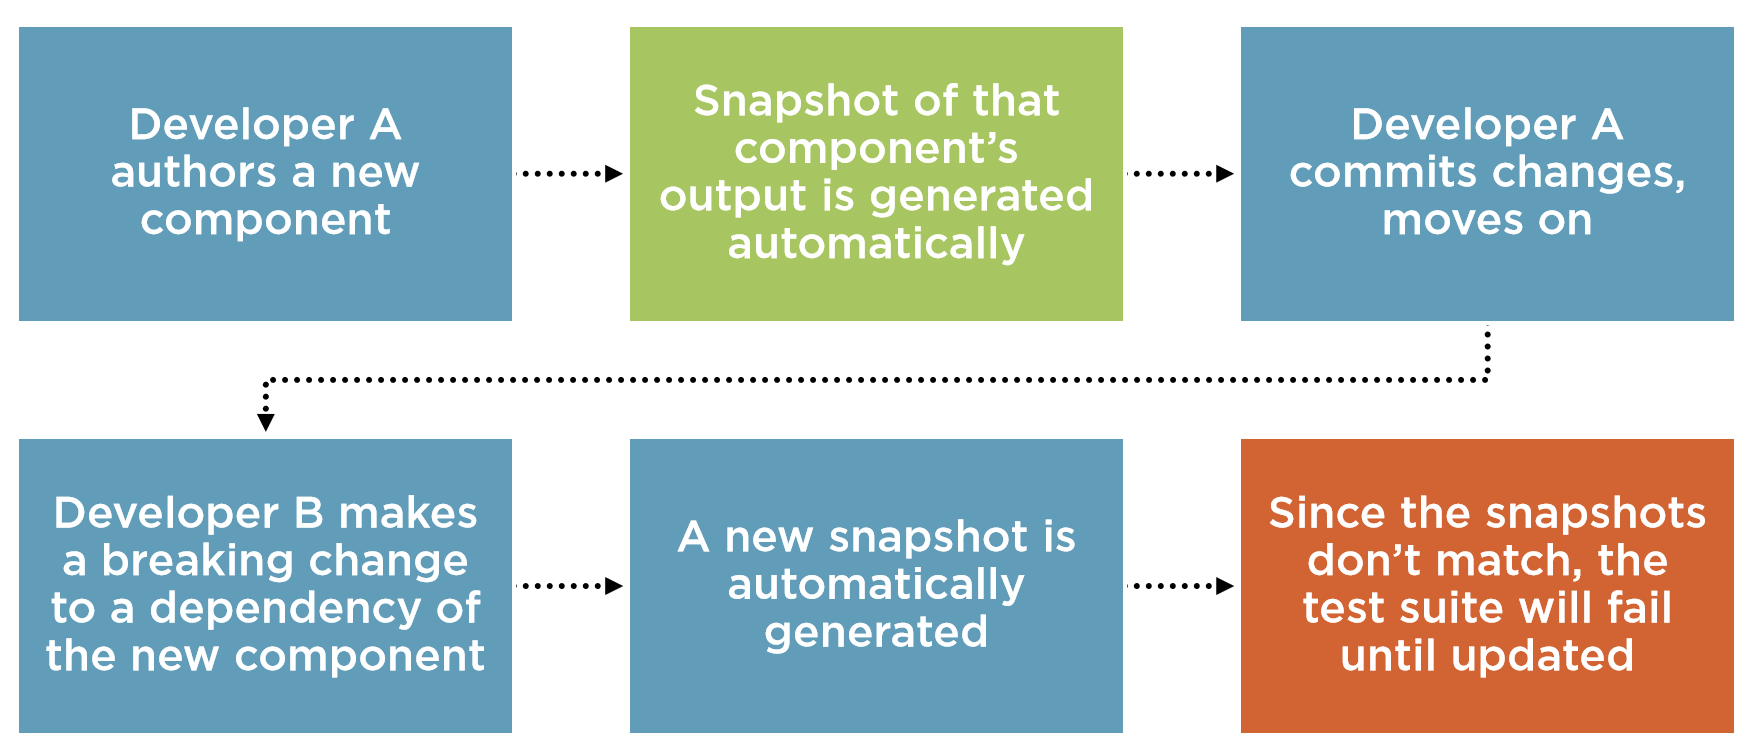 Developer A
authors a new
component
Snapshot of that
component’s
output is generated
automatically
Developer A
commits changes,
moves on
Developer B makes
a breaking change
to a dependency of
the new component
A new snapshot is
automatically
generated
Since the snapshots
don’t match, the
test suite will fail
until updated